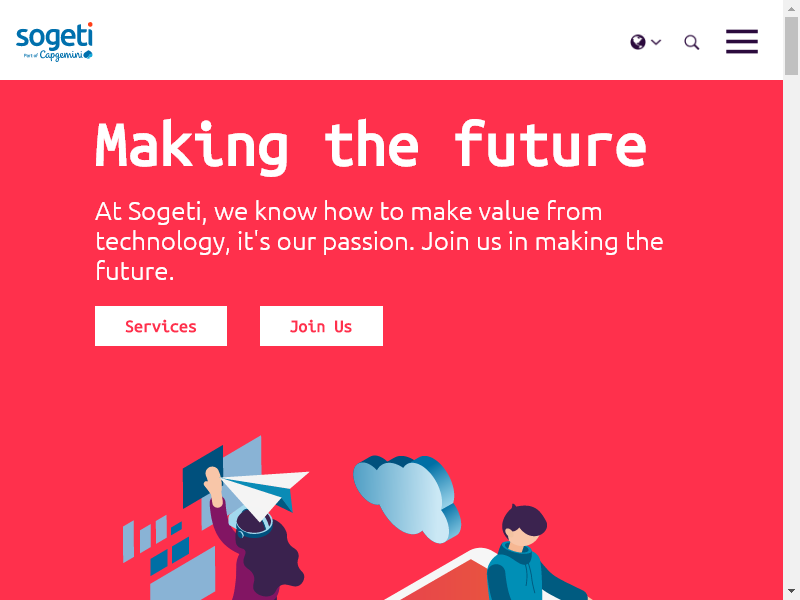 sogeti
Part of Capgemini
Making the future
At Sogeti, we know how to make value from
technology, it's our passion. Join us in making the
future.
Services
Join Us